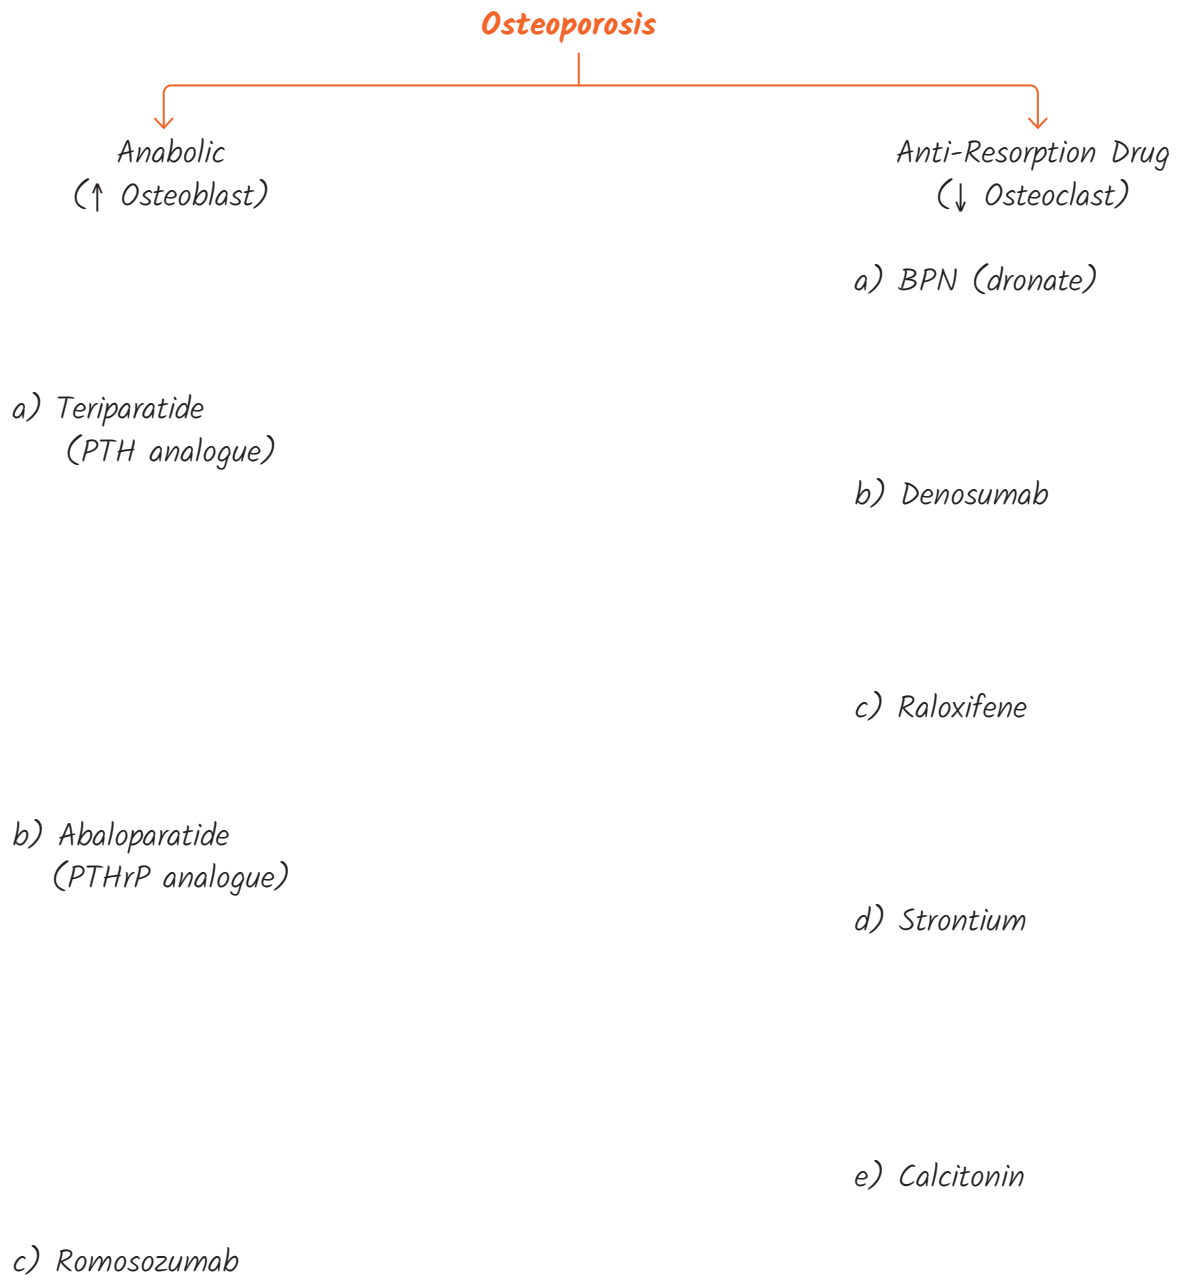 Osteoporosis
Anabolic
(↑ Osteoblast)
a) Teriparatide
(PTH analogue)
b) Abaloparatide
(PTHrP analogue)
c) Romosozumab
Anti-Resorption Drug
(↓ Osteoclast)
a) BPN (dronate)
b) Denosumab
c) Raloxifene
d) Strontium
e) Calcitonin